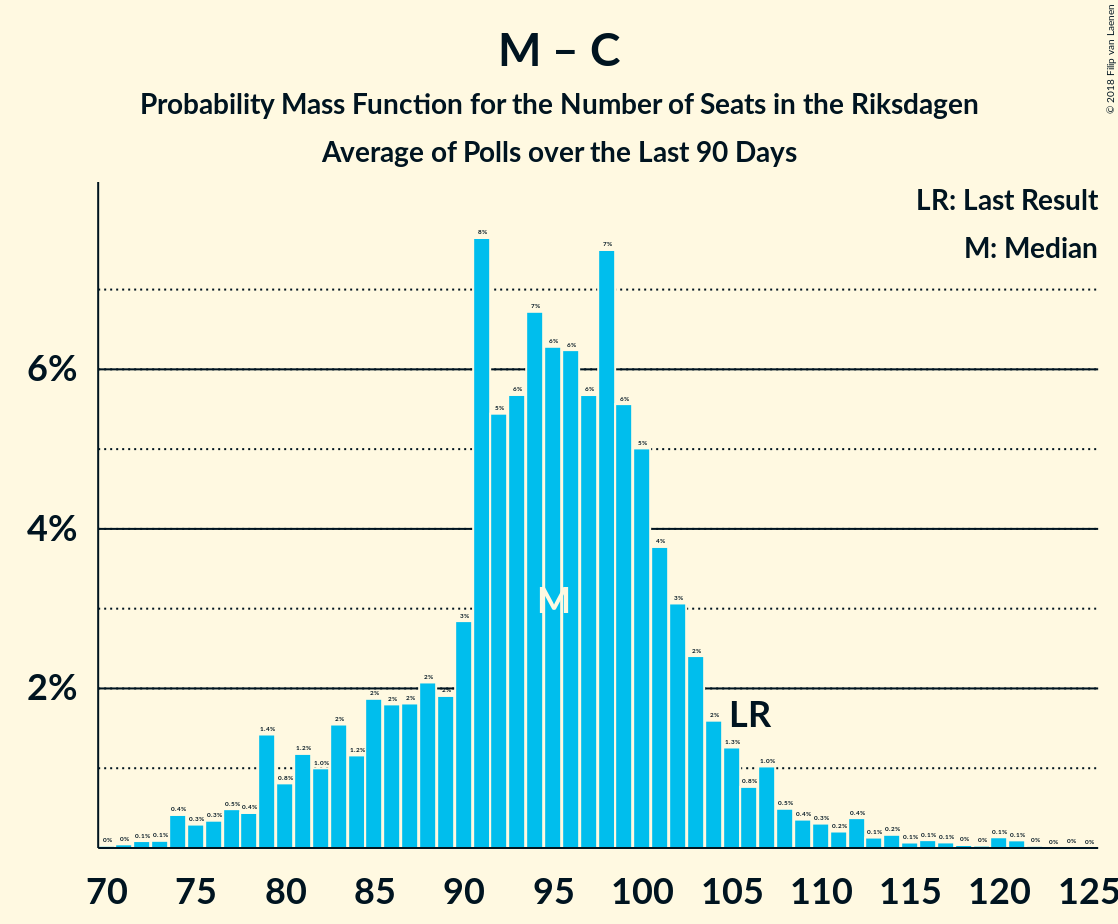 M – C
Probability Mass Function for the Number of Seats in the Riksdagen
Average of Polls over the Last 90 Days
© 2018 Filip van Laenen
LR: Last Result
M: Median
6%
4%
2%
0% 0% 0.1% 0.1% 0.4% 0.3% 0.3% 0.5% 0.4% 1.4% 0.8% 1.2% 1.0% 2% 1.2% 2% 2% 2% 2% 2% 3% 8% 5% 6% 7% 6% 6% 6% 7% 6% 5% 4% 3% 2% 2% 1.3% 0.8% 1.0% 0.5% 0.4% 0.3% 0.2% 0.4% 0.1% 0.2% 0.1% 0.1% 0.1% 0% 0% 0.1% 0.1% 0% 0% 0% 0%
M
LR
70 75 80 85 90 95 100 105 110 115 120 125